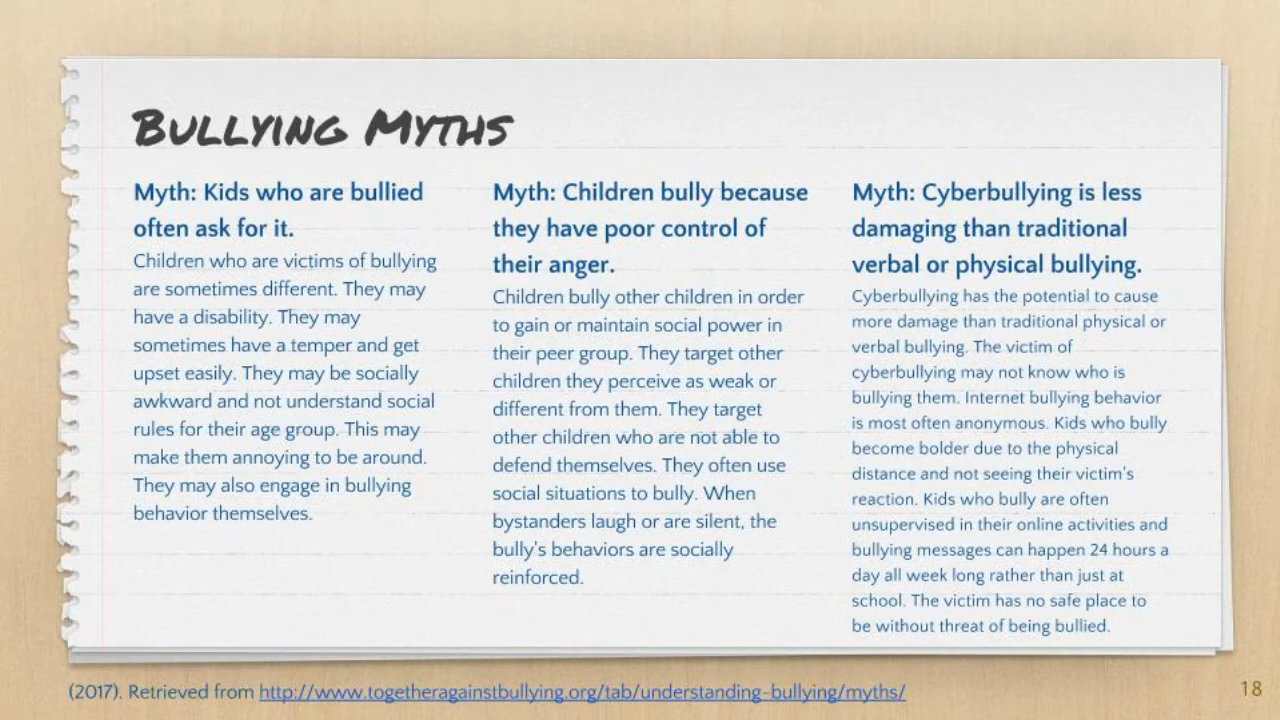 Bullying Myths
Myth: Kids who are bullied
often ask for it.
Children who are victims of bullying
are sometimes different. They may
have a disability. They may
sometimes have a temper and get
upset easily. They may be socially
awkward and not understand social
rules for their age group. This may
make them annoying to be around.
They may also engage in bullying
behavior themselves.
Myth: Children bully because
they have poor control of
their anger.
Children bully other children in order
to gain or maintain social power in
their peer group. They target other
children they perceive as weak or
different from them. They target
other children who are not able to
defend themselves. They often use
social situations to bully. When
bystanders laugh or are silent, the
bully's behaviors are socially
reinforced.
Myth: Cyberbullying is less
damaging than traditional
verbal or physical bullying.
Cyberbullying has the potential to cause
more damage than traditional physical or
verbal bullying. The victim of
cyberbullying may not know who is
bullying them. Internet bullying behavior
is most often anonymous. Kids who bully
become bolder due to the physical
distance and not seeing their victim's
reaction. Kids who bully are often
unsupervised in their online activities and
bullying messages can happen 24 hours a
day all week long rather than just at
school. The victim has no safe place to
be without threat of being bullied.
(2017). Retrieved from http://www.togetheragainstbullying.org/tab/understanding-bullying/myths/
18